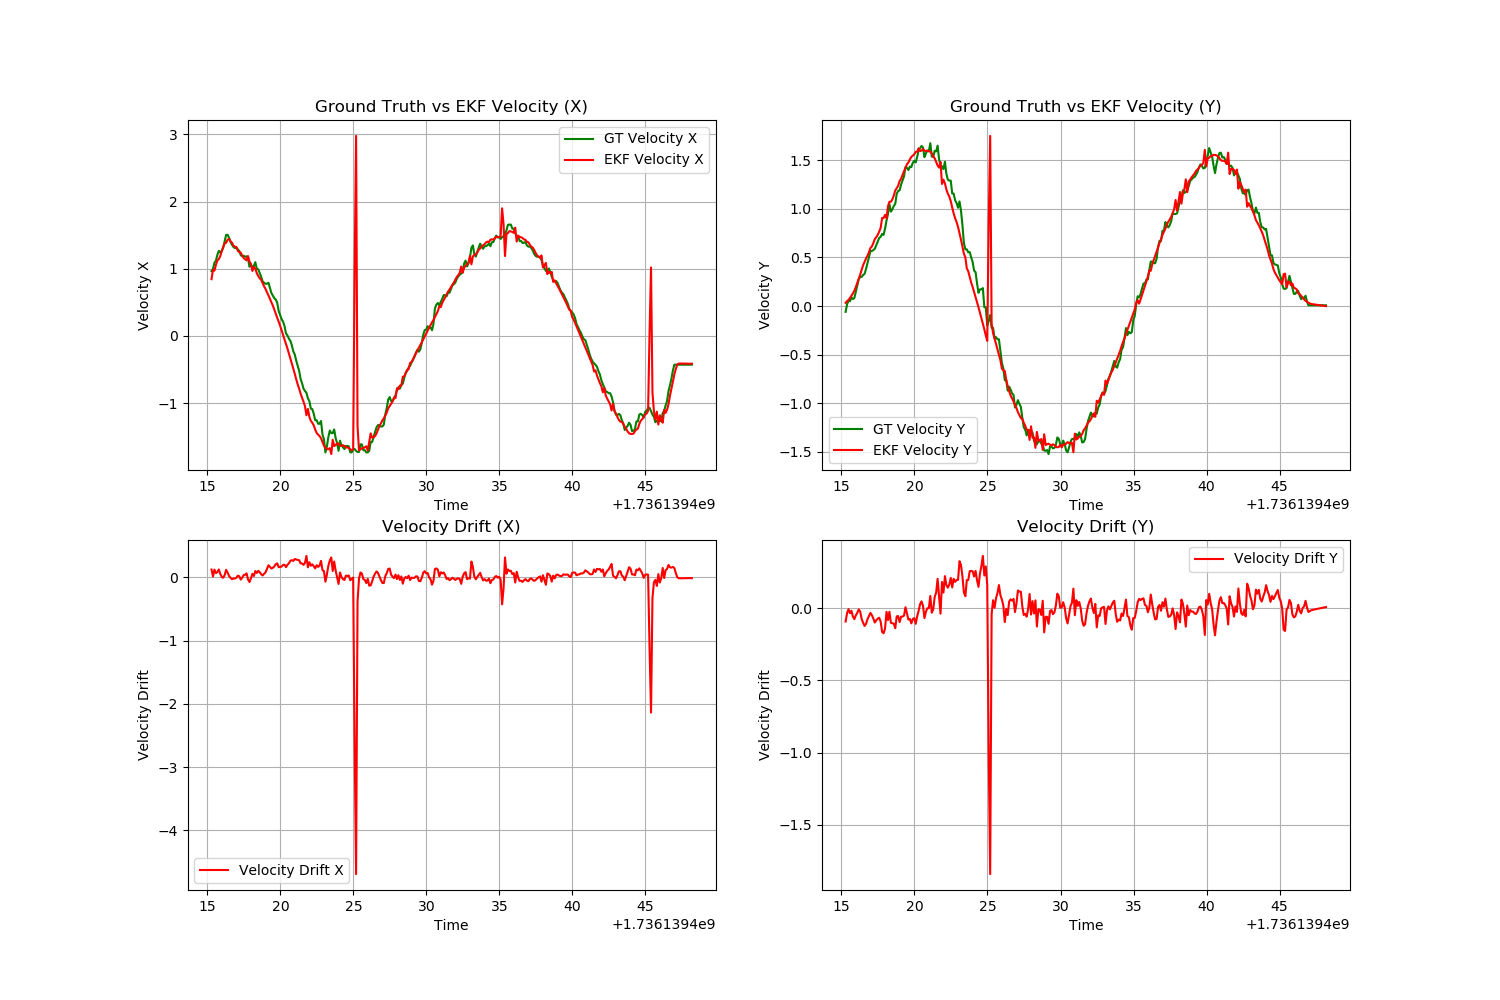 Ground Truth vs EKF Velocity (X)
Velocity X
3
2
1
0
−1
GT Velocity X
EKF Velocity X
15 20 25 30 35 40 45
Time
+1.7361394e9
Ground Truth vs EKF Velocity (Y)
Velocity Y
1.5
1.0
0.5
0.0
−0.5
−1.0
−1.5
GT Velocity Y
EKF Velocity Y
15 20 25 30 35 40 45
Time
+1.7361394e9
Velocity Drift (X)
Velocity Drift
0
−1
−2
−3
−4
Velocity Drift X
15 20 25 30 35 40 45
Time
+1.7361394e9
Velocity Drift (Y)
Velocity Drift
0.0
−0.5
−1.0
−1.5
Velocity Drift Y
15 20 25 30 35 40 45
Time
+1.7361394e9